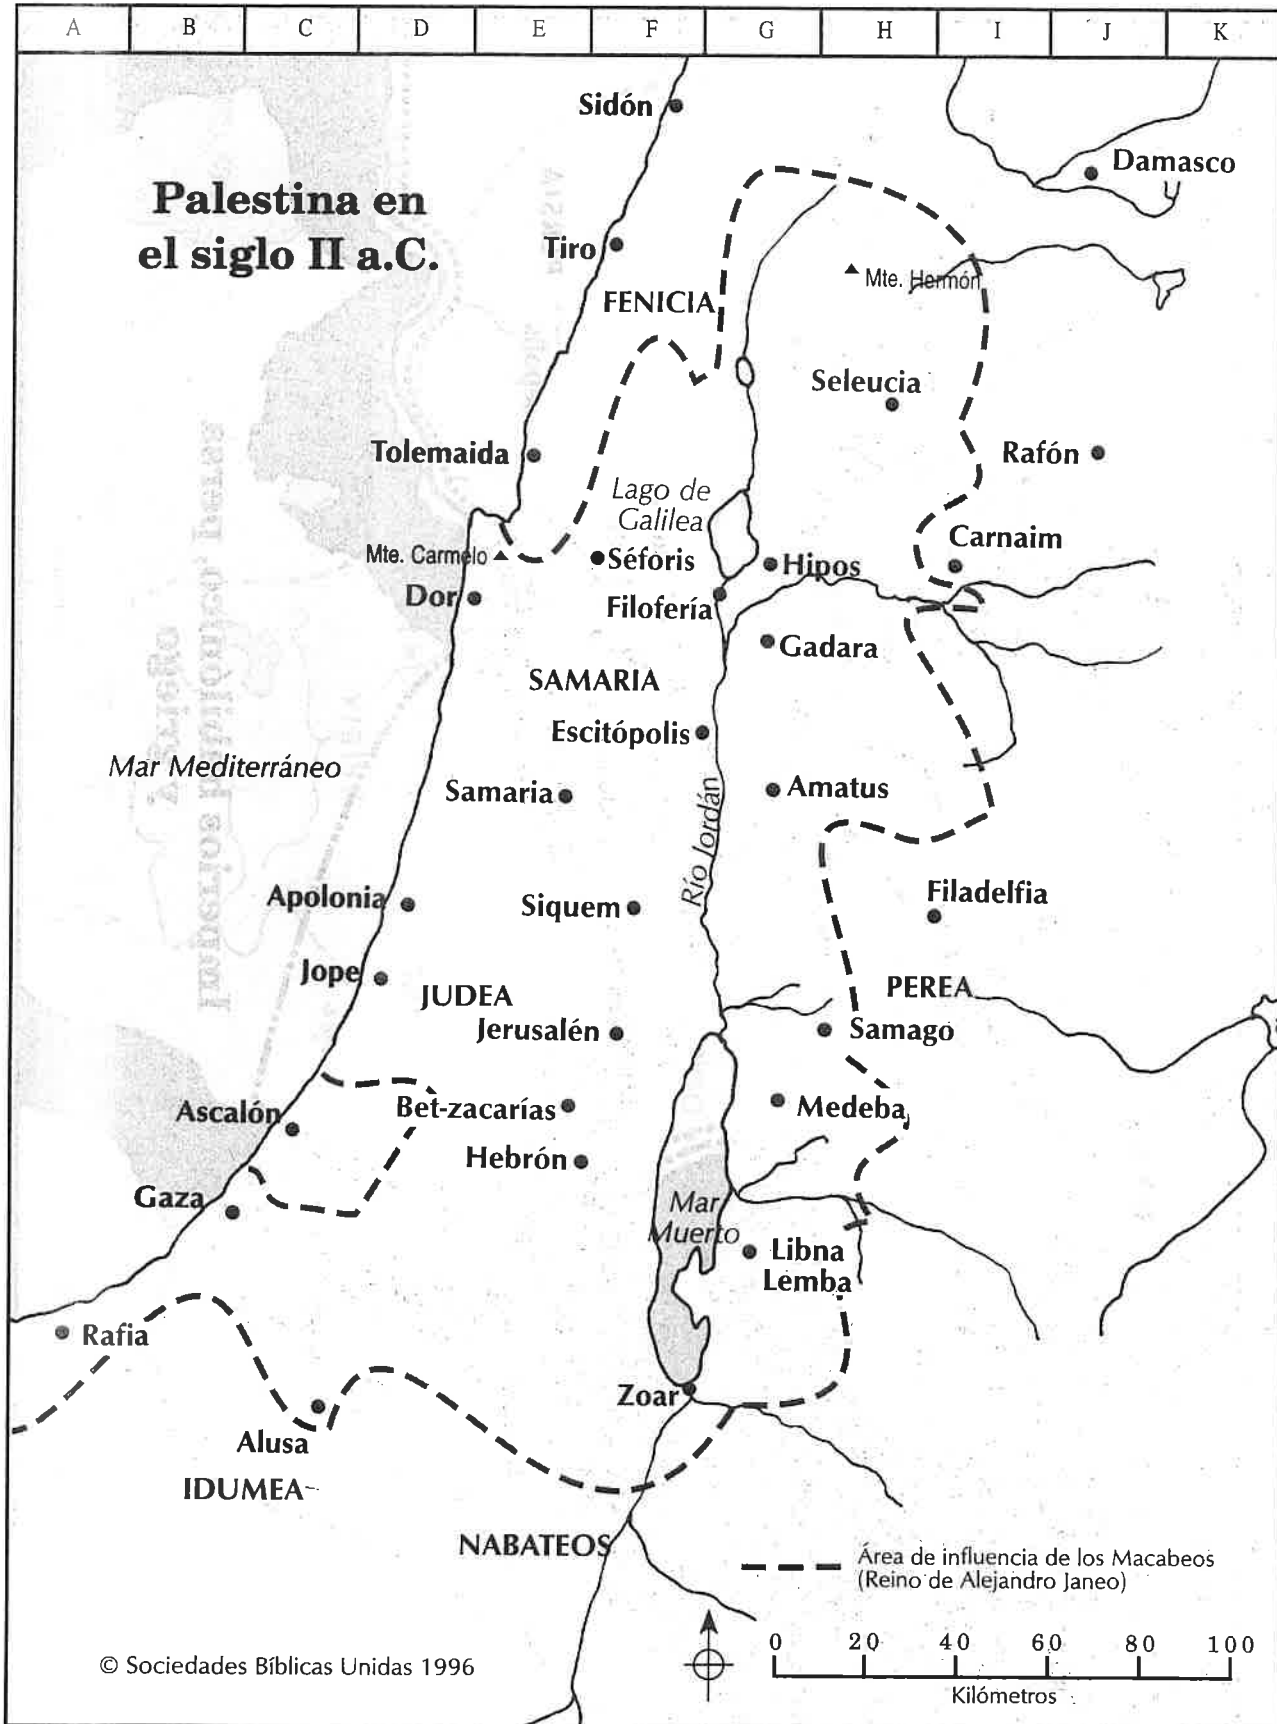 A B C D E F G H I J K
Sidón
Damasco
Palestina en
el siglo II a.C.
Tiro
Mte. Hermón
FENICIA
Seleucia
Tolemaida
Rafón
Lago de
Galilea
Carnaim
Mte. Carmelo
Séforis
Hipos
Dor
Filofería
Gadara
SAMARIA
Escitópolis
Mar Mediterráneo
Samaria
Amatus
Río Jordán
Apolonia
Siquem
Filadelfia
Jope
JUDEA
PEREA
Jerusalén
Samago
Ascalón
Bet-zacarías
Medeba
Hebrón
Gaza
Mar
Muerto
Libna
Lemba
Rafia
Zoar
Alusa
IDUMEA
NABATEOS
Área de influencia de los Macabeos
(Reino de Alejandro Janeo)
0 20 40 60 80 100
Kilómetros
© Sociedades Bíblicas Unidas 1996